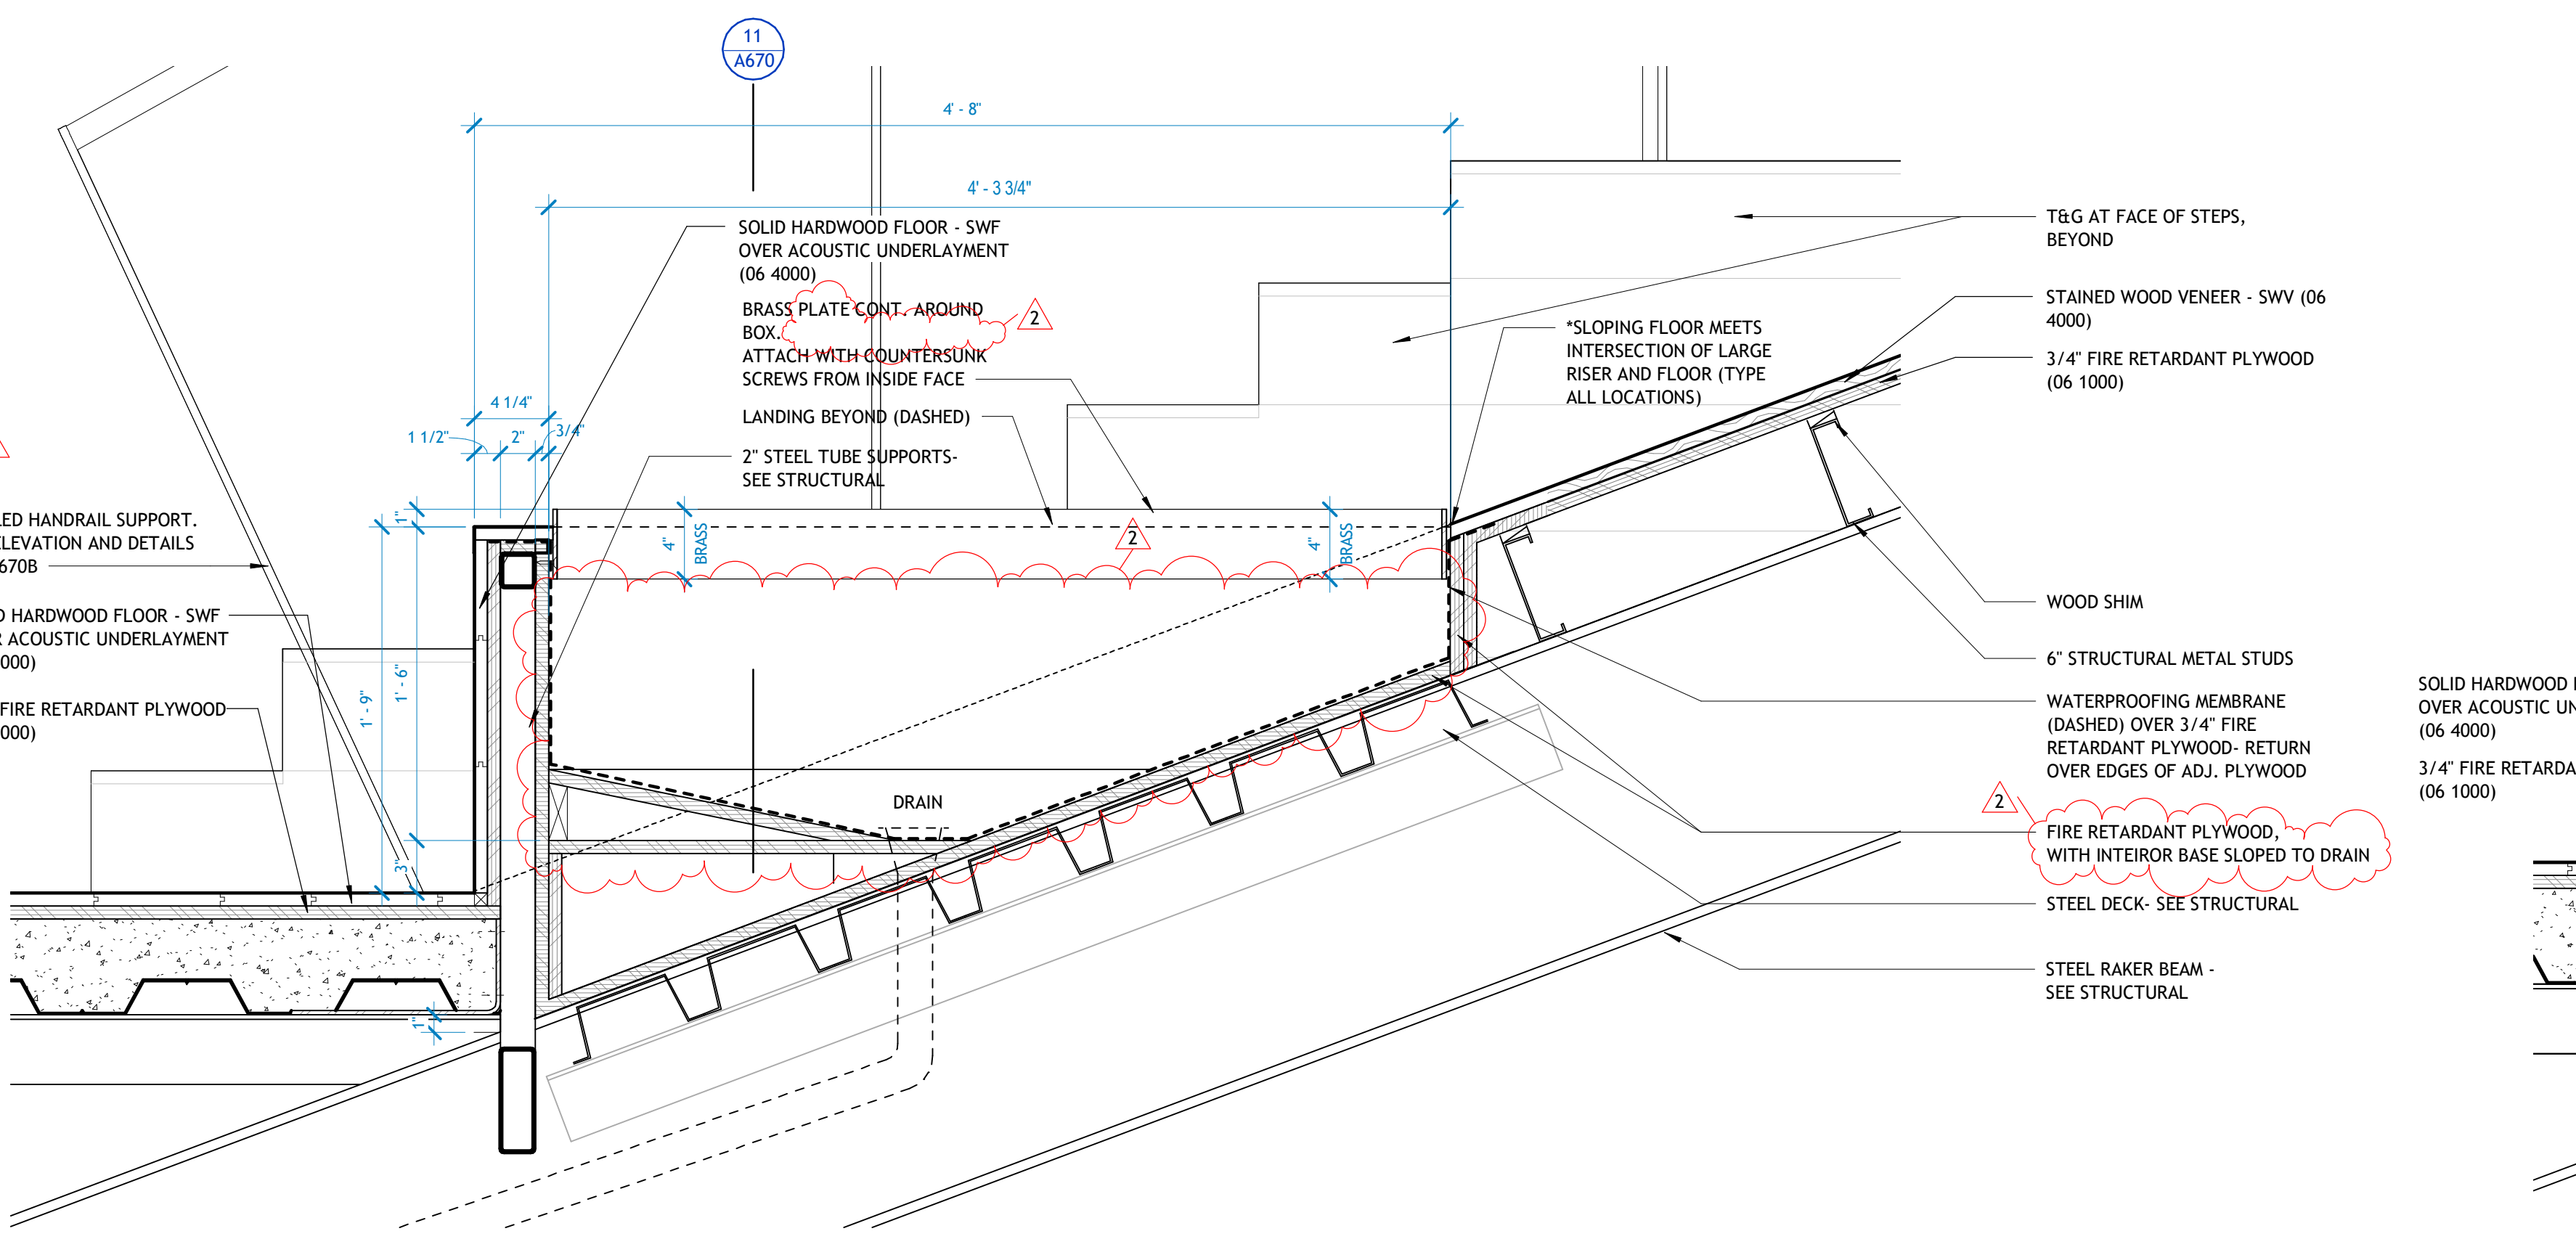 11
A670
4' - 8"
4' - 3 3/4"
SOLID HARDWOOD FLOOR - SWF
OVER ACOUSTIC UNDERLAYMENT
(06 4000)
BRASS PLATE CONT. AROUND
BOX.
ATTACH WITH COUNTERSUNK
SCREWS FROM INSIDE FACE
2
LANDING BEYOND (DASHED)
2" STEEL TUBE SUPPORTS-
SEE STRUCTURAL
*SLOPING FLOOR MEETS
INTERSECTION OF LARGE
RISER AND FLOOR (TYPE
ALL LOCATIONS)
T&G AT FACE OF STEPS,
BEYOND
STAINED WOOD VENEER - SWV (06
4000)
3/4" FIRE RETARDANT PLYWOOD
(06 1000)
4 1/4"
1 1/2"
2"
3/4"
1"
4"
BRASS
2
4"
BRASS
LED HANDRAIL SUPPORT.
ELEVATION AND DETAILS
670B
D HARDWOOD FLOOR - SWF
R ACOUSTIC UNDERLAYMENT
000)
FIRE RETARDANT PLYWOOD
000)
1' - 9"
1' - 6"
3"
1"
DRAIN
WOOD SHIM
6" STRUCTURAL METAL STUDS
WATERPROOFING MEMBRANE
(DASHED) OVER 3/4" FIRE
RETARDANT PLYWOOD- RETURN
OVER EDGES OF ADJ. PLYWOOD
2
FIRE RETARDANT PLYWOOD,
WITH INTEIROR BASE SLOPED TO DRAIN
STEEL DECK- SEE STRUCTURAL
STEEL RAKER BEAM -
SEE STRUCTURAL
SOLID HARDWOOD
OVER ACOUSTIC UN
(06 4000)
3/4" FIRE RETARDA
(06 1000)